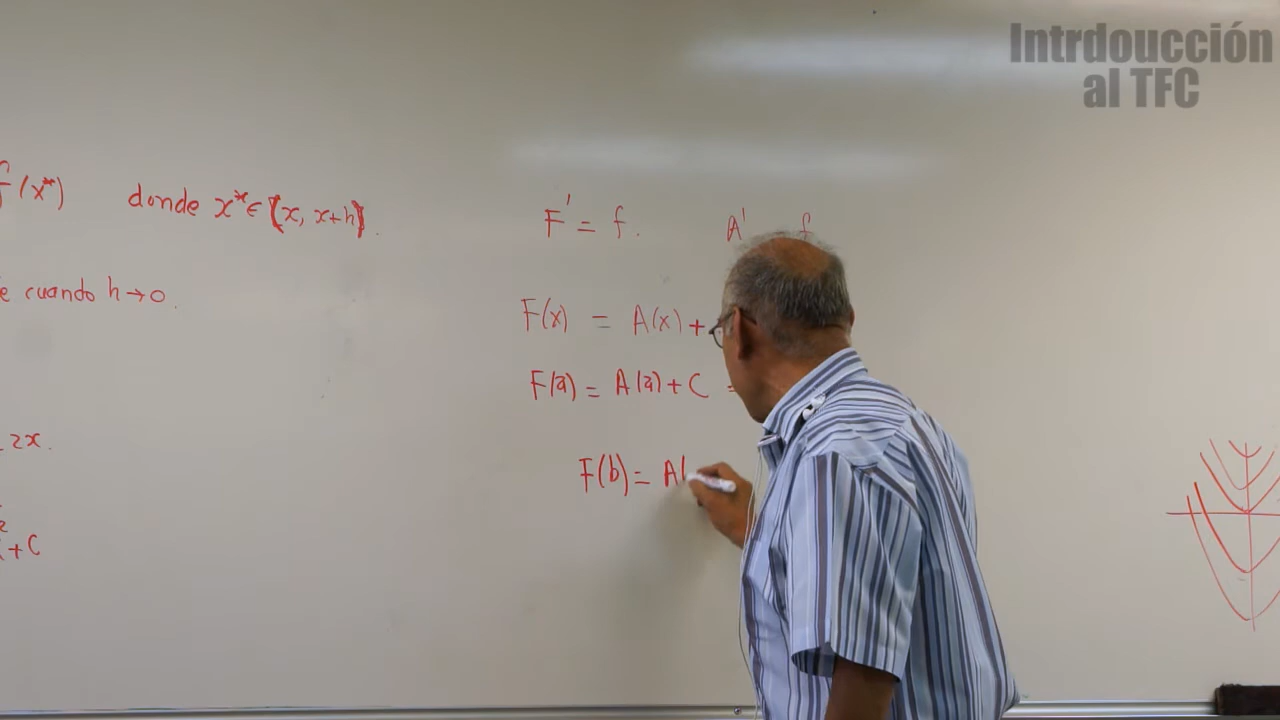 Intrdoucción
al TFC
f(x*) donde x* ∈ [x, x+h].
cuando h→0.
2x.
+C
F' = f. A' f
F(x) = A(x)+
F(a) = A(a)+C =
F(b) = A(